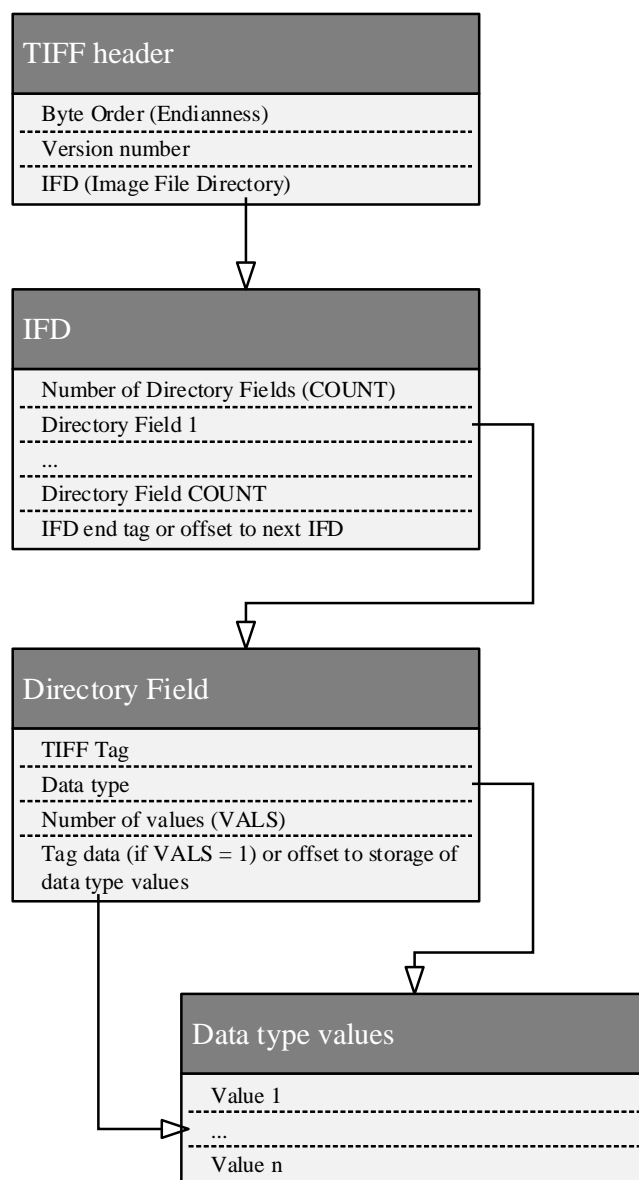 TIFF header
Byte Order (Endianness)
Version number
IFD (Image File Directory)
IFD
Number of Directory Fields (COUNT)
Directory Field 1
...
Directory Field COUNT
IFD end tag or offset to next IFD
Directory Field
TIFF Tag
Data type
Number of values (VALS)
Tag data (if VALS = 1) or offset to storage of
data type values
Data type values
Value 1
...
Value n